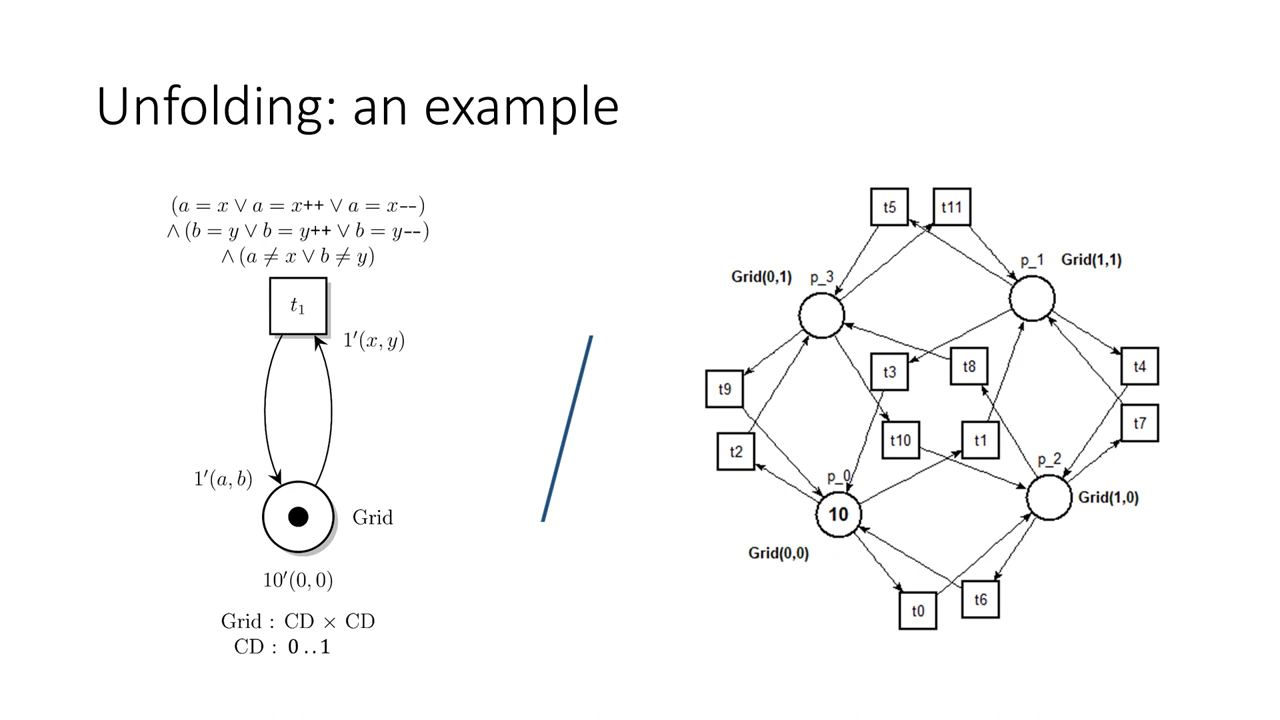 Unfolding: an example
(a = x ∨ a = x++ ∨ a = x--)
∧ (b = y ∨ b = y++ ∨ b = y--)
∧ (a ≠ x ∨ b ≠ y)
t₁
1′(x, y)
1′(a, b)
Grid
10′(0, 0)
Grid : CD × CD
CD : 0..1
t5
t11
Grid(0,1)
p_3
p_1
Grid(1,1)
t9
t3
t8
t4
t7
t2
t10
t1
p_0
p_2
10
Grid(1,0)
Grid(0,0)
t0
t6